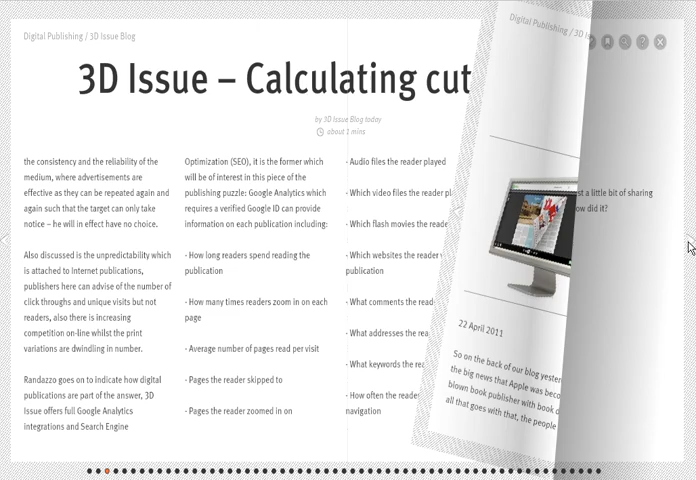 Digital Publishing / 3D Issue Blog
3D Issue – Calculating cut
by 3D Issue Blog today
about 1 mins
the consistency and the reliability of the
medium, where advertisements are
effective as they can be repeated again and
again such that the target can only take
notice – he will in effect have no choice.
Also discussed is the unpredictability which
is attached to Internet publications,
publishers here can advise of the number of
click throughs and unique visits but not
readers, also there is increasing
competition on-line whilst the print
variations are dwindling in number.
Randazzo goes on to indicate how digital
publications are part of the answer, 3D
Issue offers full Google Analytics
integrations and Search Engine
Optimization (SEO), it is the former which
will be of interest in this piece of the
publishing puzzle: Google Analytics which
requires a verified Google ID can provide
information on each publication including:
- How long readers spend reading the
publication
- How many times readers zoom in on each
page
- Average number of pages read per visit
- Pages the reader skipped to
- Pages the reader zoomed in on
- Audio files the reader played
- Which video files the reader pl
- Which flash movies the reade
- Which websites the reader
publication
- What comments the read
- What addresses the rea
- What keywords the rea
- How often the reader
navigation
Digital Publishing / 3D Is
22 April 2011
So on the back of our blog yester
the big news that Apple was beco
blown book publisher with book d
all that goes with that, the people
st a little bit of sharing
ow did it?